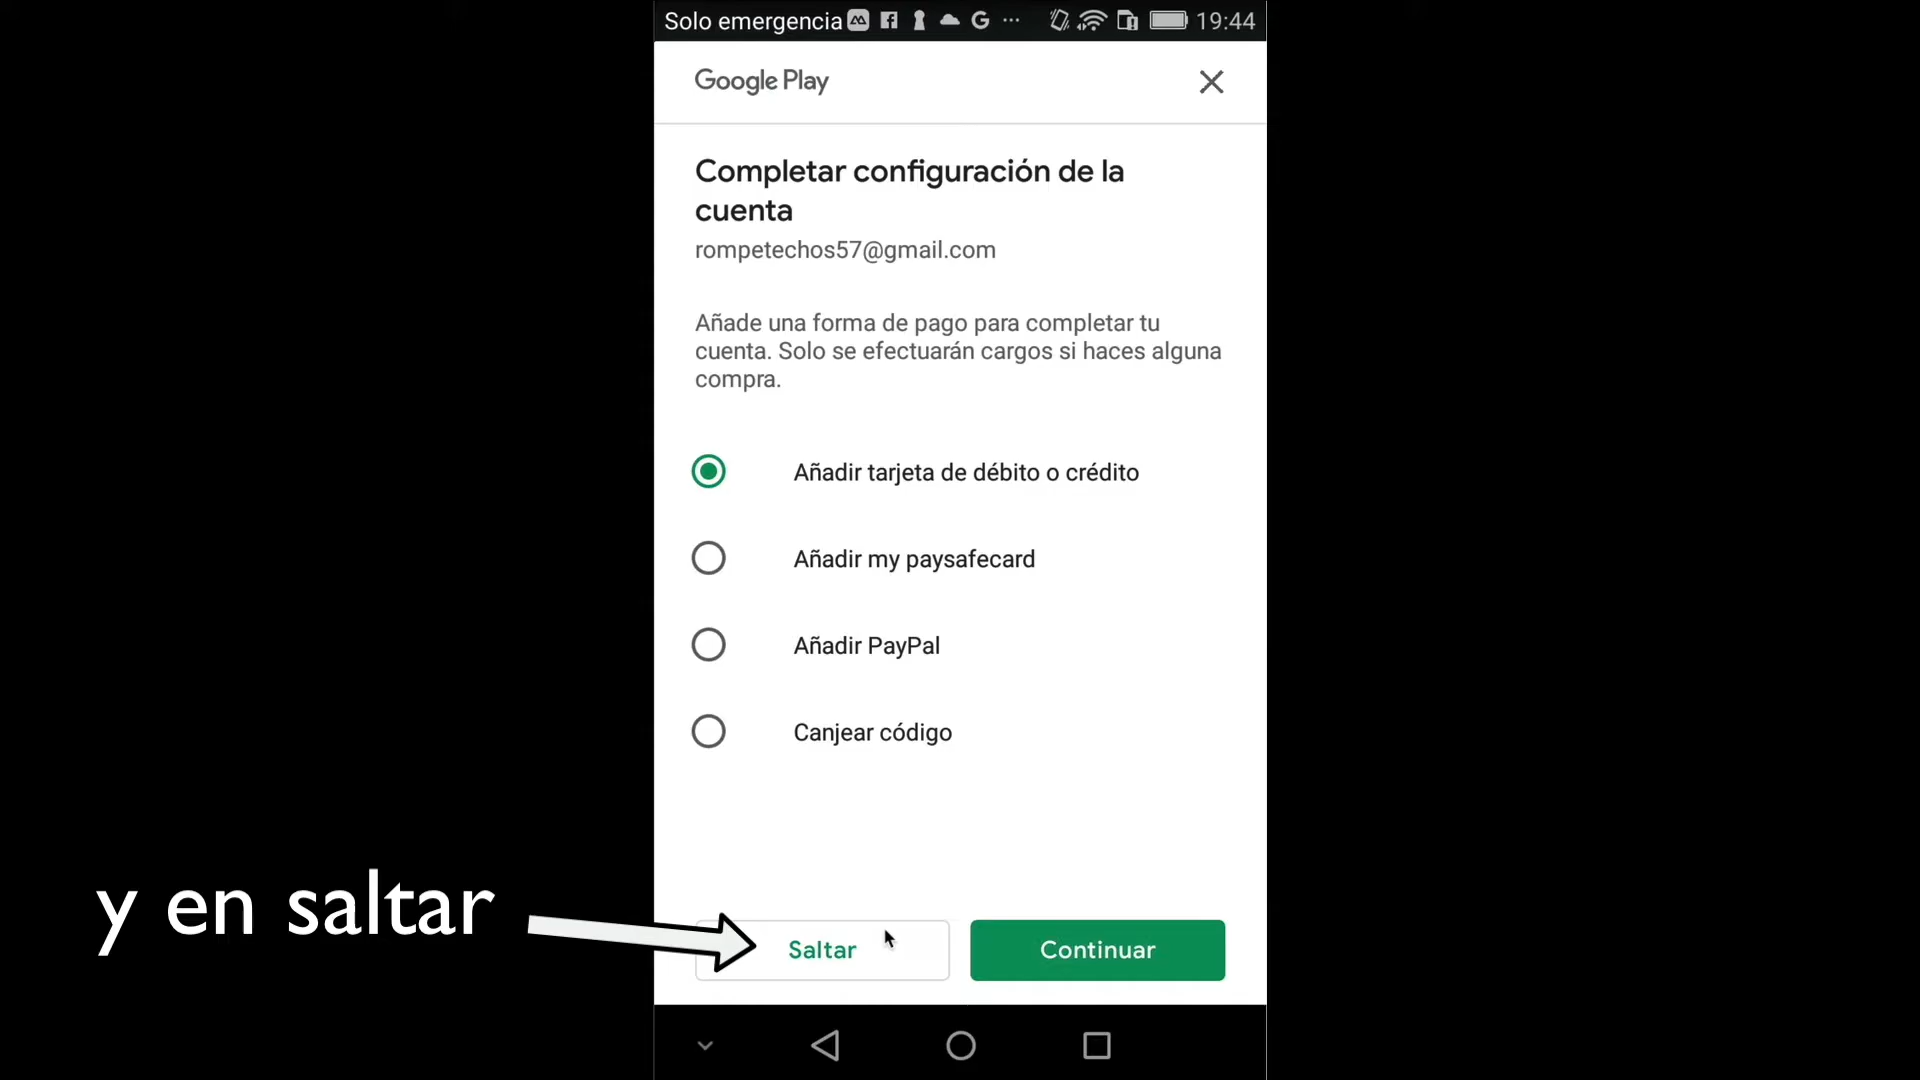 Solo emergencia
19:44
Google Play
Completar configuración de la
cuenta
rompetechos57@gmail.com
Añade una forma de pago para completar tu
cuenta. Solo se efectuarán cargos si haces alguna
compra.
Añadir tarjeta de débito o crédito
Añadir my paysafecard
Añadir PayPal
Canjear código
y en saltar
Saltar
Continuar